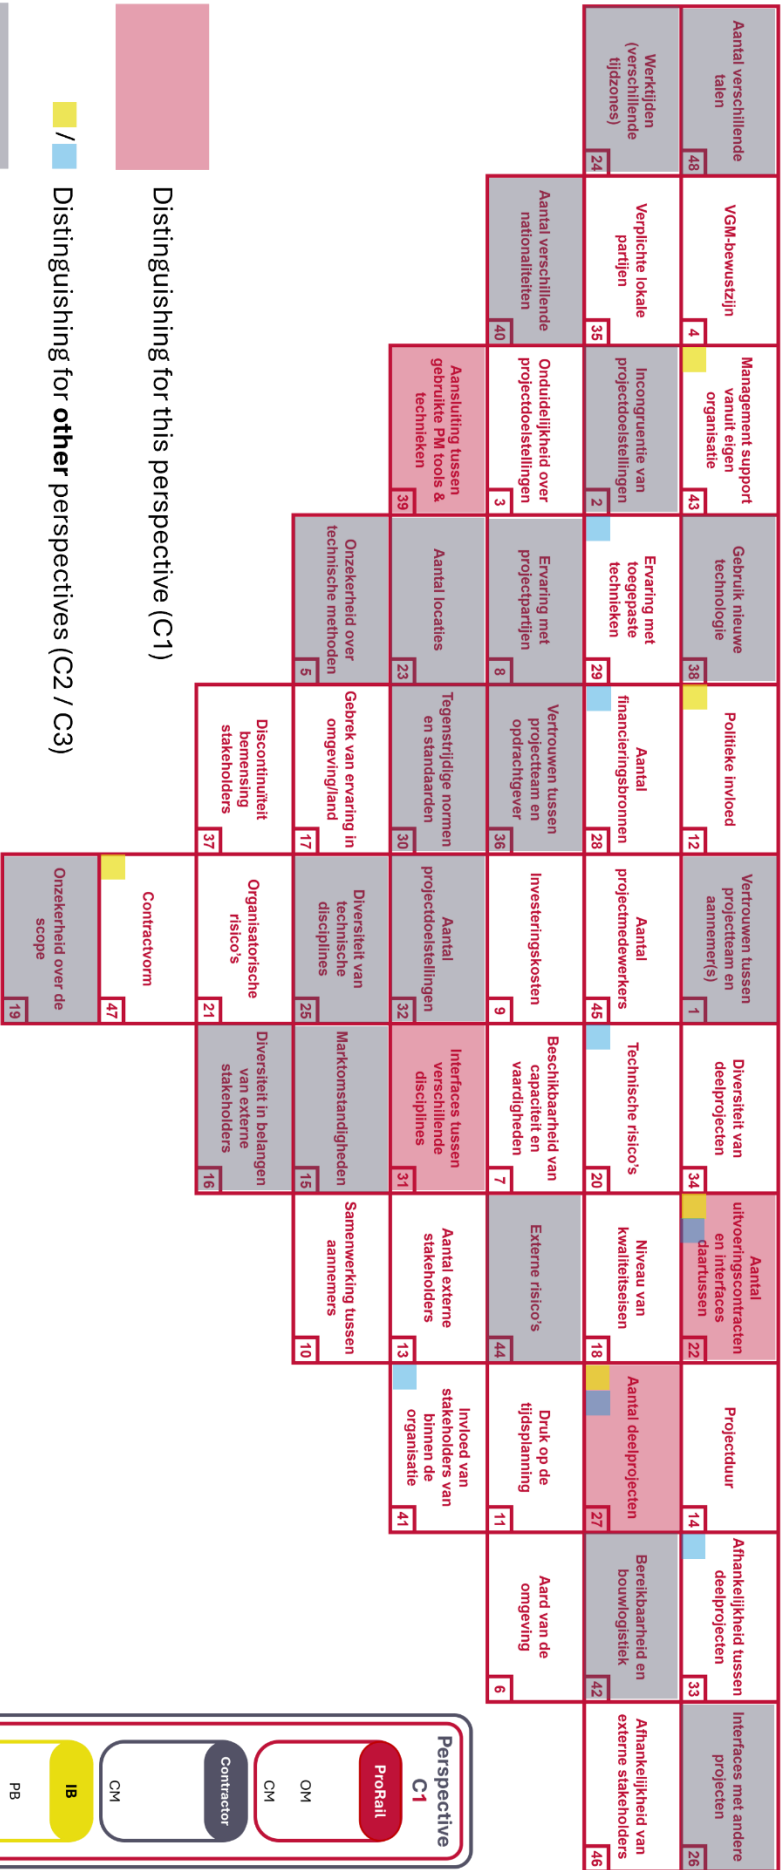 Aantal verschillende
talen
48
VGM-bewustzijn
4
Management support
vanuit eigen
organisatie
43
Gebruik nieuwe
technologie
38
Politieke invloed
12
Vertrouwen tussen
projectteam en
aannemer(s)
1
Diversiteit van
deelprojecten
34
Aantal
uitvoeringscontracten
en interfaces
daartussen
22
Projectduur
14
Afhankelijkheid tussen
deelprojecten
33
Interfaces met andere
projecten
26
Werktijden
(verschillende
tijdzones)
24
Verplichte lokale
partijen
35
Incongruentie van
projectdoelstellingen
2
Ervaring met
toegepaste
technieken
29
Aantal
financieringsbronnen
28
Aantal
projectmedewerkers
45
Technische risico's
20
Niveau van
kwaliteitseisen
18
Aantal deelprojecten
27
Bereikbaarheid en
bouwlogistiek
42
Afhankelijkheid van
externe stakeholders
46
Aantal verschillende
nationaliteiten
40
Onduidelijkheid over
projectdoelstellingen
3
Ervaring met
projectpartijen
8
Vertrouwen tussen
projectteam en
opdrachtgever
36
Investeringskosten
9
Beschikbaarheid van
capaciteit en
vaardigheden
7
Externe risico's
44
Druk op de
tijdsplanning
11
Aard van de
omgeving
6
Aansluiting tussen
gebruikte PM tools &
technieken
39
Aantal locaties
23
Tegenstrijdige normen
en standaarden
30
Aantal
projectdoelstellingen
32
Interfaces tussen
verschillende
disciplines
31
Aantal externe
stakeholders
13
Invloed van
stakeholders van
binnen de
organisatie
41
Onzekerheid over
technische methoden
5
Gebrek van ervaring in
omgeving/land
17
Diversiteit van
technische
disciplines
25
Marktomstandigheden
15
Samenwerking tussen
aannemers
10
Discontinuïteit
bemensing
stakeholders
37
Organisatorische
risico's
21
Diversiteit in belangen
van externe
stakeholders
16
Contractvorm
47
Onzekerheid over de
scope
19
Distinguishing for this perspective (C1)
/ Distinguishing for other perspectives (C2 / C3)
Perspective
C1
ProRail
OM
CM
Contractor
CM
IB
PB